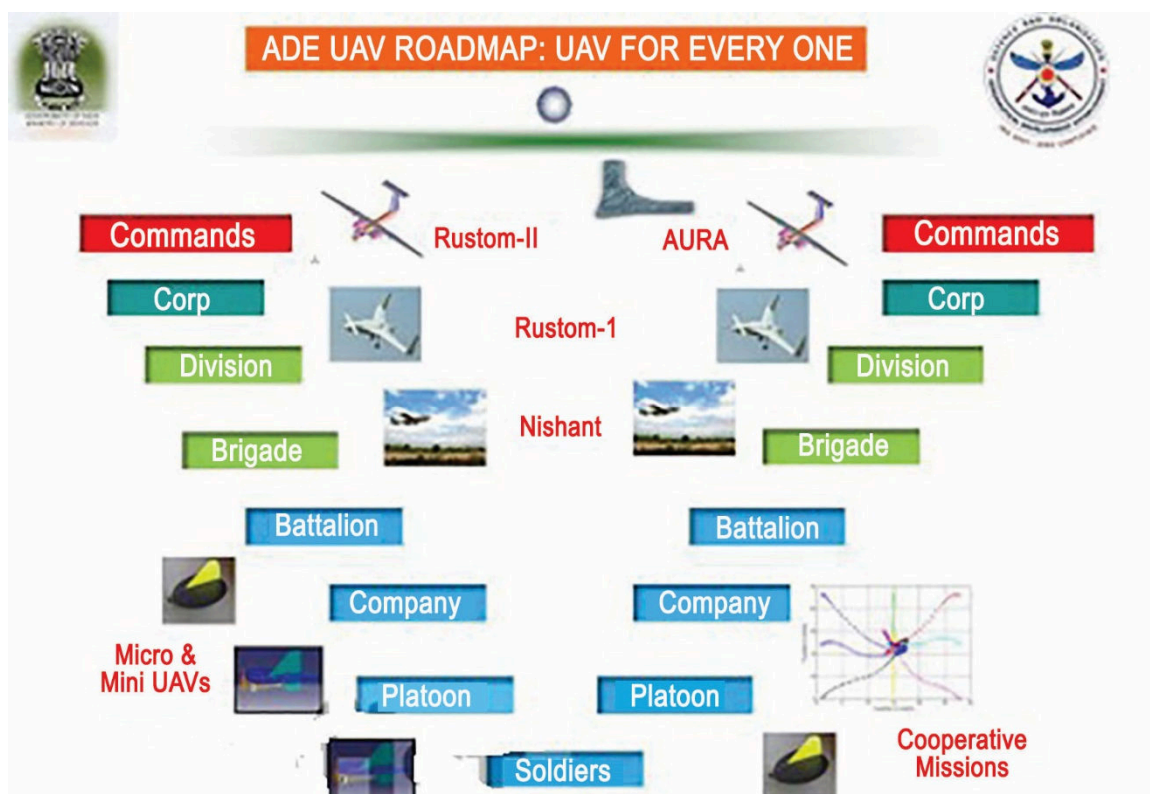 ADE UAV ROADMAP: UAV FOR EVERY ONE
Commands
Rustom-II
AURA
Commands
Corp
Corp
Rustom-1
Division
Division
Nishant
Brigade
Brigade
Battalion
Battalion
Company
Company
Micro &
Mini UAVs
Platoon
Platoon
Cooperative
Missions
Soldiers